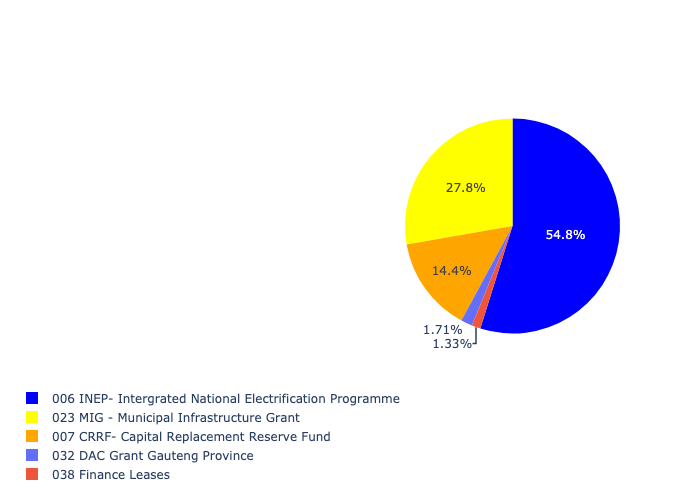 27.8%
54.8%
14.4%
1.71%
1.33%
006 INEP- Intergrated National Electrification Programme
023 MIG - Municipal Infrastructure Grant
007 CRRF- Capital Replacement Reserve Fund
032 DAC Grant Gauteng Province
038 Finance Leases